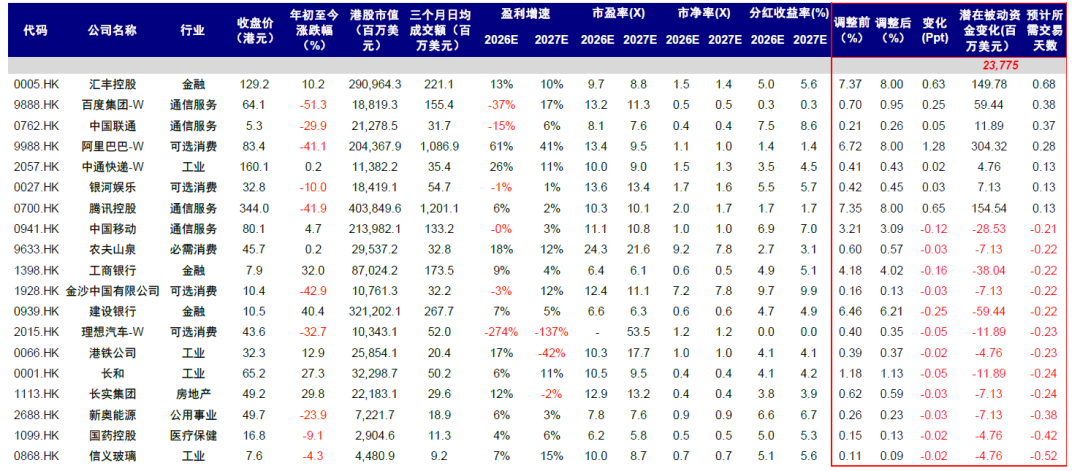 代码 公司名称 行业 收盘价（港元） 年初至今涨跌幅（%） 港股市值（百万美元） 三个月日均成交额（百万美元） 盈利增速 市盈率(X) 市净率(X) 分红收益率(%) 调整前（%） 调整后（%） 变化(Ppt) 潜在被动资金变化(百万美元) 预计所需交易天数
2026E 2027E 2026E 2027E 2026E 2027E 2026E 2027E
23,775
0005.HK 汇丰控股 金融 129.2 10.2 290,964.3 221.1 13% 10% 9.7 8.8 1.5 1.4 5.0 5.6 7.37 8.00 0.63 149.78 0.68
9888.HK 百度集团-W 通信服务 64.1 -51.3 18,819.3 155.4 -37% 17% 13.2 11.3 0.5 0.5 0.3 0.3 0.70 0.95 0.25 59.44 0.38
0762.HK 中国联通 通信服务 5.3 -29.9 21,278.5 31.7 -15% 6% 8.1 7.6 0.4 0.4 7.5 8.6 0.21 0.26 0.05 11.89 0.37
9988.HK 阿里巴巴-W 可选消费 83.4 -41.1 204,367.9 1,086.9 61% 41% 13.4 9.5 1.1 1.0 1.4 1.4 6.72 8.00 1.28 304.32 0.28
2057.HK 中通快递-W 工业 160.1 0.2 11,382.2 35.4 26% 11% 10.0 9.0 1.5 1.3 3.5 4.5 0.41 0.43 0.02 4.76 0.13
0027.HK 银河娱乐 可选消费 32.8 -10.0 18,419.1 54.7 -1% 1% 13.6 13.4 1.7 1.6 5.5 5.7 0.42 0.45 0.03 7.13 0.13
0700.HK 腾讯控股 通信服务 344.0 -41.9 403,849.6 1,201.1 6% 2% 10.3 10.1 2.0 1.7 1.7 1.7 7.35 8.00 0.65 154.54 0.13
0941.HK 中国移动 通信服务 80.1 4.7 213,982.1 133.2 -0% 3% 11.1 10.8 1.0 1.0 6.9 7.0 3.21 3.09 -0.12 -28.53 -0.21
9633.HK 农夫山泉 必需消费 45.7 0.2 29,537.2 32.8 18% 12% 24.3 21.6 9.2 7.8 2.7 3.1 0.60 0.57 -0.03 -7.13 -0.22
1398.HK 工商银行 金融 7.9 32.0 87,024.2 173.5 9% 4% 6.4 6.1 0.6 0.5 4.9 5.1 4.18 4.02 -0.16 -38.04 -0.22
1928.HK 金沙中国有限公司 可选消费 10.4 -42.9 10,761.3 32.2 -3% 12% 12.4 11.1 7.2 7.8 9.7 9.9 0.16 0.13 -0.03 -7.13 -0.22
0939.HK 建设银行 金融 10.5 40.4 321,202.1 267.7 7% 5% 6.6 6.3 0.6 0.6 4.7 4.9 6.46 6.21 -0.25 -59.44 -0.22
2015.HK 理想汽车-W 可选消费 43.6 -32.7 10,343.1 52.0 -274% -137% - 53.5 1.2 1.2 0.0 0.0 0.40 0.35 -0.05 -11.89 -0.23
0066.HK 港铁公司 工业 32.3 12.9 25,854.1 20.4 17% -42% 10.3 17.7 1.0 1.0 4.1 4.1 0.39 0.37 -0.02 -4.76 -0.23
0001.HK 长和 工业 65.2 27.3 32,298.7 50.2 6% 11% 10.5 9.5 0.4 0.4 4.1 4.2 1.18 1.13 -0.05 -11.89 -0.24
1113.HK 长实集团 房地产 49.2 29.8 22,183.1 29.6 12% -2% 12.9 13.2 0.4 0.4 3.8 3.9 0.62 0.59 -0.03 -7.13 -0.24
2688.HK 新奥能源 公用事业 49.7 -23.9 7,221.7 18.9 6% 3% 7.8 7.6 0.9 0.9 6.6 6.7 0.26 0.23 -0.03 -7.13 -0.38
1099.HK 国药控股 医疗保健 16.8 -9.1 2,904.6 11.3 4% 6% 6.2 5.8 0.5 0.5 5.0 5.3 0.15 0.13 -0.02 -4.76 -0.42
0868.HK 信义玻璃 工业 7.6 -4.3 4,480.9 9.2 7% 15% 10.0 8.7 0.7 0.7 5.1 5.6 0.11 0.09 -0.02 -4.76 -0.52